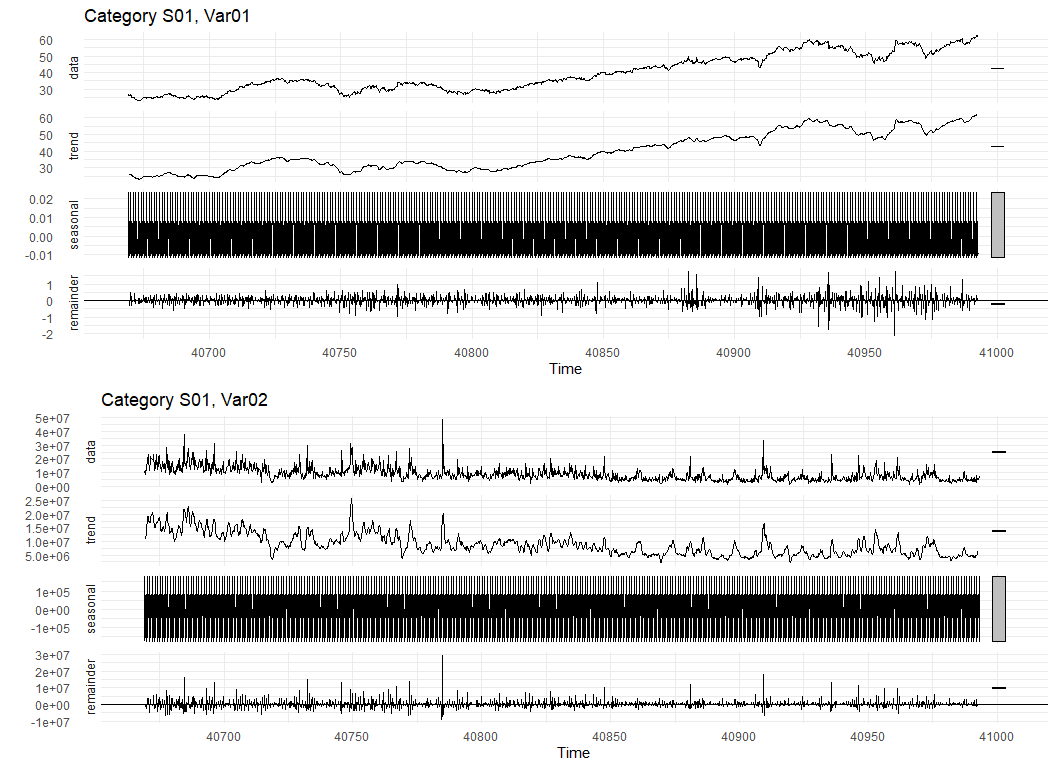 Category S01, Var01
60
50
40
30
data
60
50
40
30
trend
0.02
0.01
0.00
-0.01
seasonal
1
0
-1
-2
remainder
40700 40750 40800 40850 40900 40950 41000
Time
Category S01, Var02
5e+07
4e+07
3e+07
2e+07
1e+07
0e+00
data
2.5e+07
2.0e+07
1.5e+07
1.0e+07
5.0e+06
trend
1e+05
0e+00
-1e+05
seasonal
3e+07
2e+07
1e+07
0e+00
-1e+07
remainder
40700 40750 40800 40850 40900 40950 41000
Time